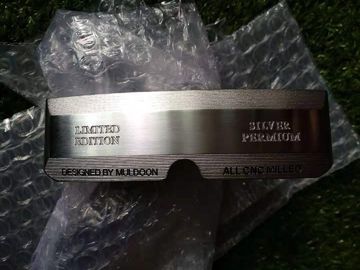 LIMITED
EDITION
SILVER
PERMIUM
DESIGNED BY MULDOON
ALL CNC MILLED